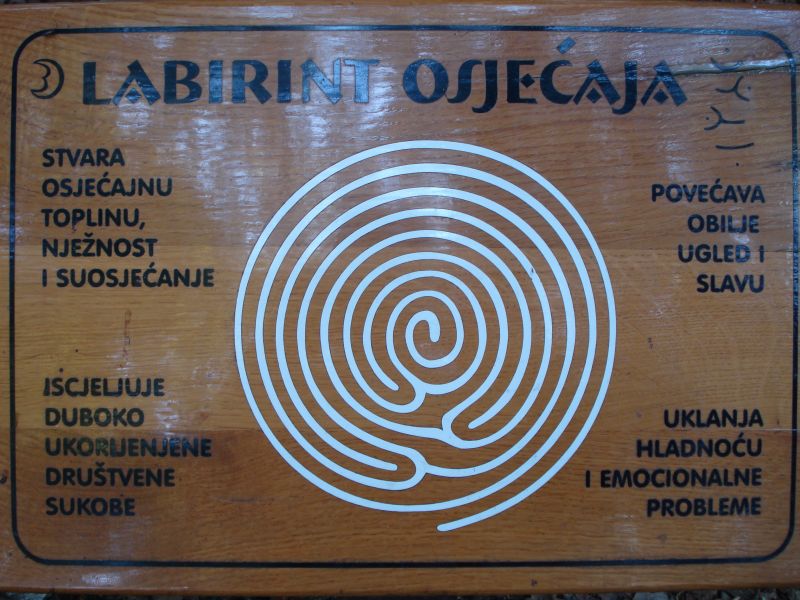 LABIRINT OSJEĆAJA
STVARA
OSJEĆAJNU
TOPLINU,
NJEŽNOST
I SUOSJEĆANJE
POVEĆAVA
OBILJE
UGLED I
SLAVU
ISCJELJUJE
DUBOKO
UKORIJENJENE
DRUŠTVENE
SUKOBE
UKLANJA
HLADNOĆU
I EMOCIONALNE
PROBLEME